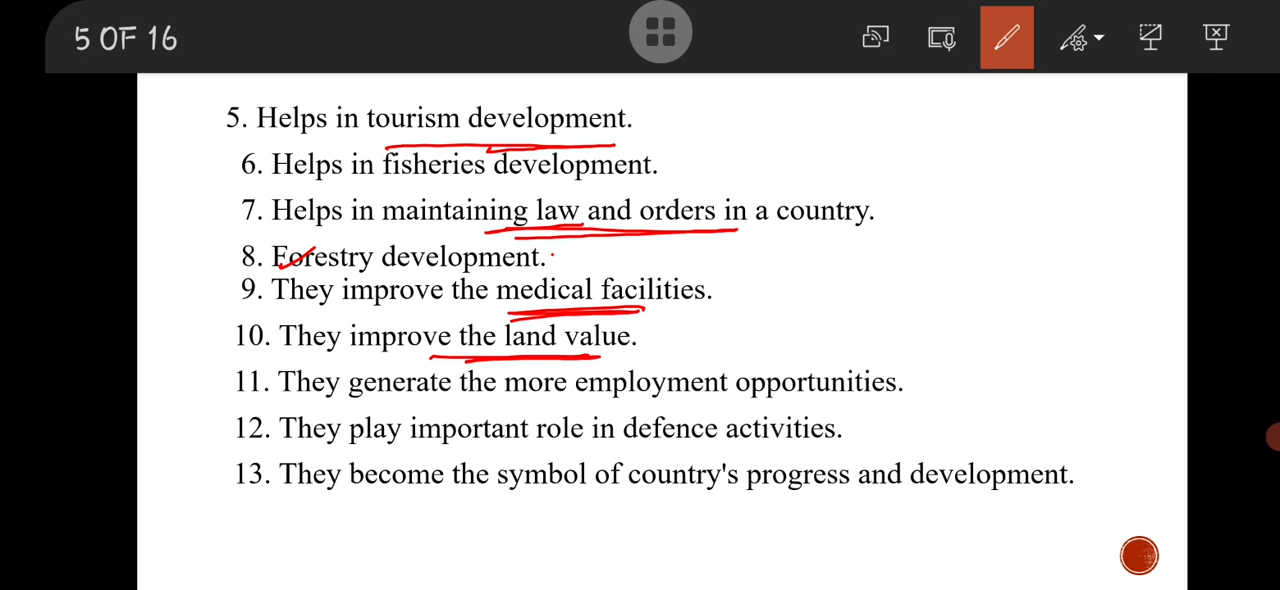 5 OF 16
5. Helps in tourism development.
6. Helps in fisheries development.
7. Helps in maintaining law and orders in a country.
8. Forestry development.
9. They improve the medical facilities.
10. They improve the land value.
11. They generate the more employment opportunities.
12. They play important role in defence activities.
13. They become the symbol of country's progress and development.